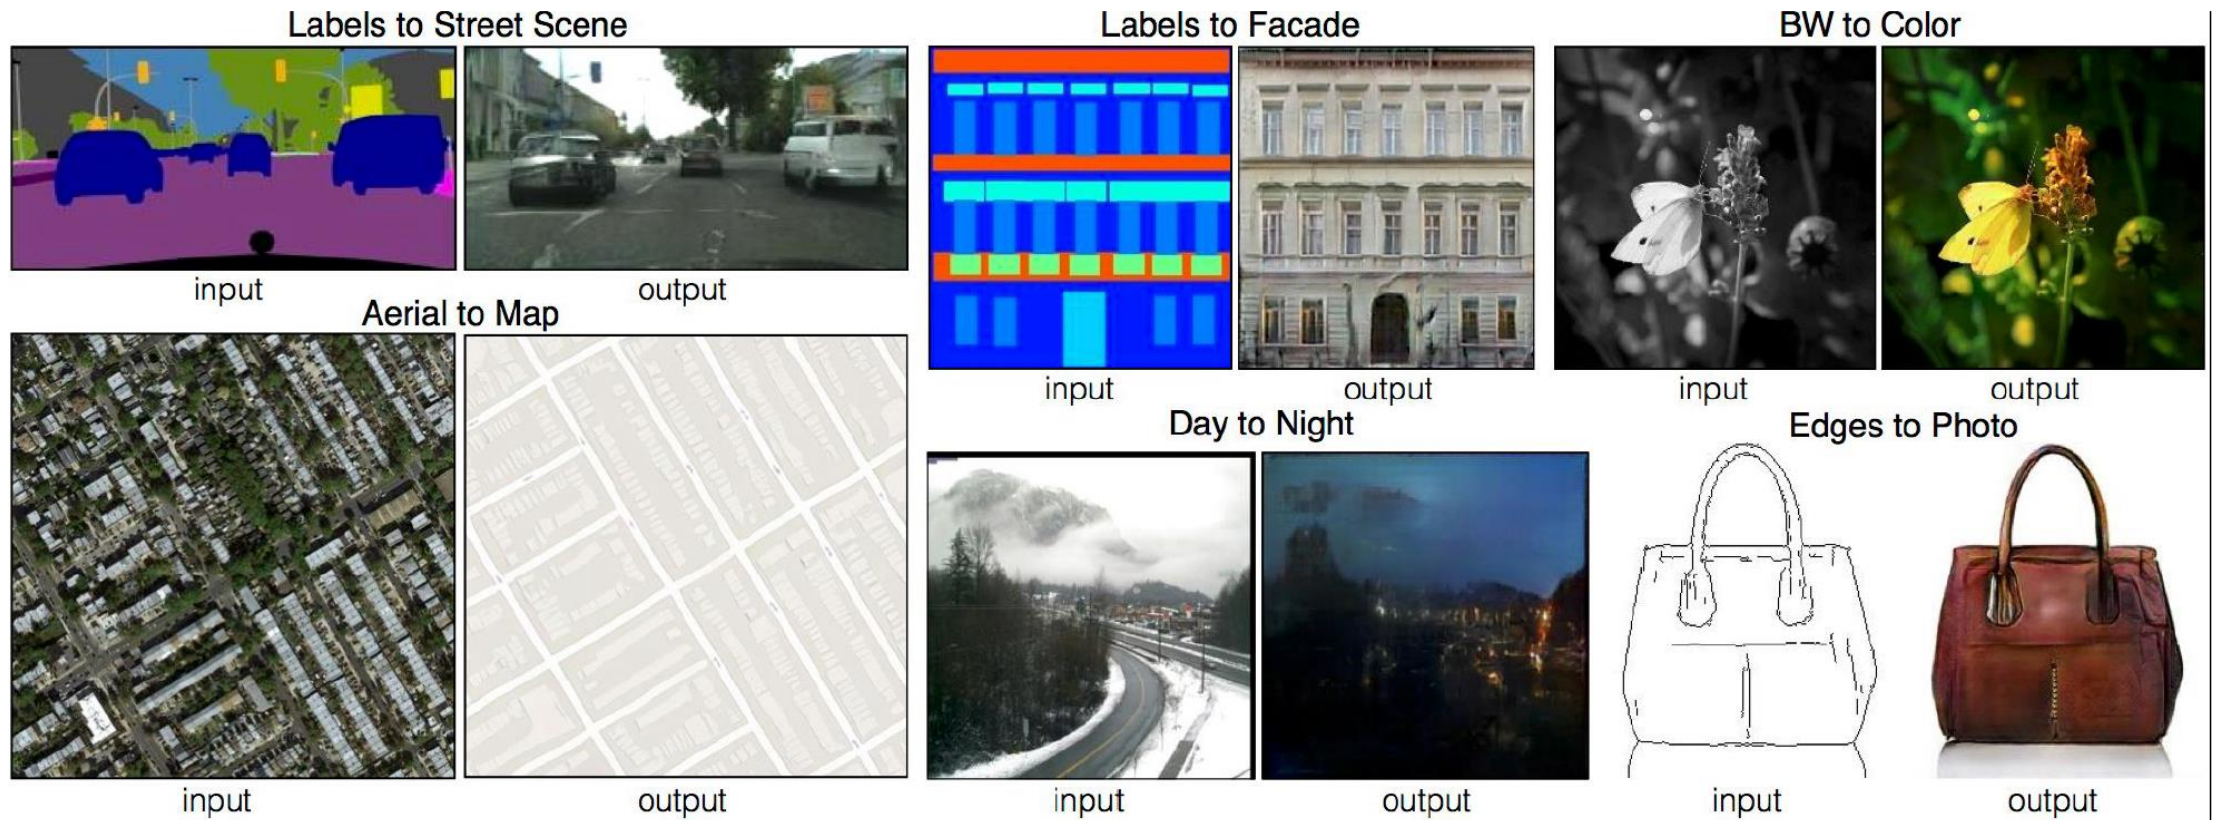 Labels to Street Scene
input
output
Aerial to Map
input
output
Labels to Facade
input
output
BW to Color
input
output
Day to Night
input
output
Edges to Photo
input
output